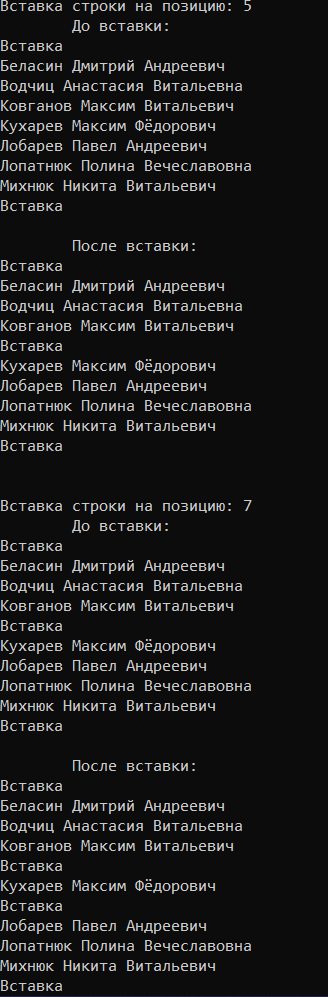 Вставка строки на позицию: 5
До вставки:
Вставка
Беласин Дмитрий Андреевич
Водчиц Анастасия Витальевна
Ковганов Максим Витальевич
Кухарев Максим Фёдорович
Лобарев Павел Андреевич
Лопатнюк Полина Вечеславовна
Михнюк Никита Витальевич
Вставка
После вставки:
Вставка
Беласин Дмитрий Андреевич
Водчиц Анастасия Витальевна
Ковганов Максим Витальевич
Вставка
Кухарев Максим Фёдорович
Лобарев Павел Андреевич
Лопатнюк Полина Вечеславовна
Михнюк Никита Витальевич
Вставка
Вставка строки на позицию: 7
До вставки:
Вставка
Беласин Дмитрий Андреевич
Водчиц Анастасия Витальевна
Ковганов Максим Витальевич
Вставка
Кухарев Максим Фёдорович
Лобарев Павел Андреевич
Лопатнюк Полина Вечеславовна
Михнюк Никита Витальевич
Вставка
После вставки:
Вставка
Беласин Дмитрий Андреевич
Водчиц Анастасия Витальевна
Ковганов Максим Витальевич
Вставка
Кухарев Максим Фёдорович
Вставка
Лобарев Павел Андреевич
Лопатнюк Полина Вечеславовна
Михнюк Никита Витальевич
Вставка